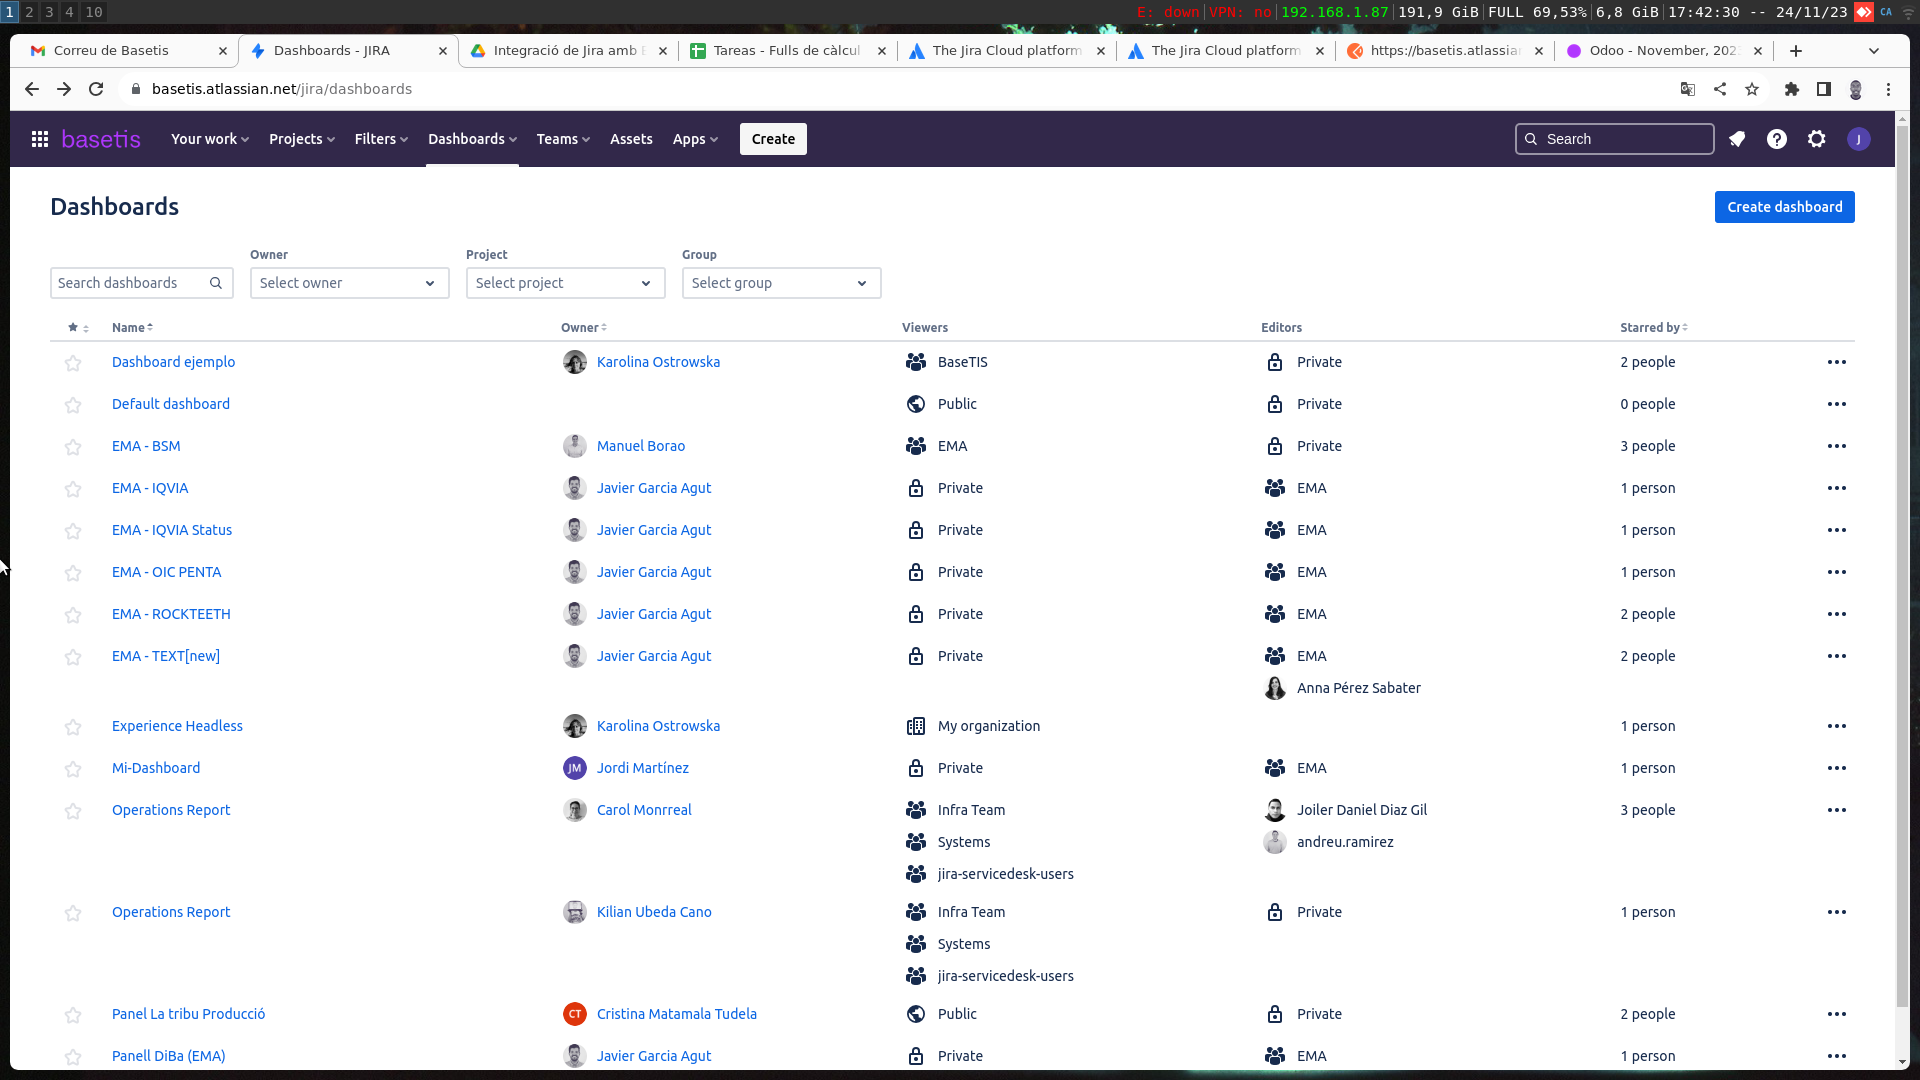 1 2 3 4 10 E: down|VPN: no|192.168.1.87|191,9 GiB|FULL 69,53%|6,8 GiB|17:42:30 -- 24/11/23 CA
Correu de Basetis Dashboards - JIRA Integració de Jira amb Tareas - Fulls de càlcul The Jira Cloud platform The Jira Cloud platform https://basetis.atlassian Odoo - November, 202
basetis.atlassian.net/jira/dashboards
basetis Your work Projects Filters Dashboards Teams Assets Apps Create Search J
Dashboards Create dashboard
Owner Project Group
Search dashboards Select owner Select project Select group
Name Owner Viewers Editors Starred by
Dashboard ejemplo Karolina Ostrowska BaseTIS Private 2 people
Default dashboard Public Private 0 people
EMA - BSM Manuel Borao EMA Private 3 people
EMA - IQVIA Javier Garcia Agut Private EMA 1 person
EMA - IQVIA Status Javier Garcia Agut Private EMA 1 person
EMA - OIC PENTA Javier Garcia Agut Private EMA 1 person
EMA - ROCKTEETH Javier Garcia Agut Private EMA 2 people
EMA - TEXT[new] Javier Garcia Agut Private EMA 2 people
Anna Pérez Sabater
Experience Headless Karolina Ostrowska My organization 1 person
Mi-Dashboard JM Jordi Martínez Private EMA 1 person
Operations Report Carol Monrreal Infra Team Joiler Daniel Diaz Gil 3 people
Systems andreu.ramirez
jira-servicedesk-users
Operations Report Kilian Ubeda Cano Infra Team Private 1 person
Systems
jira-servicedesk-users
Panel La tribu Producció CT Cristina Matamala Tudela Public Private 2 people
Panell DiBa (EMA) Javier Garcia Agut Private EMA 1 person